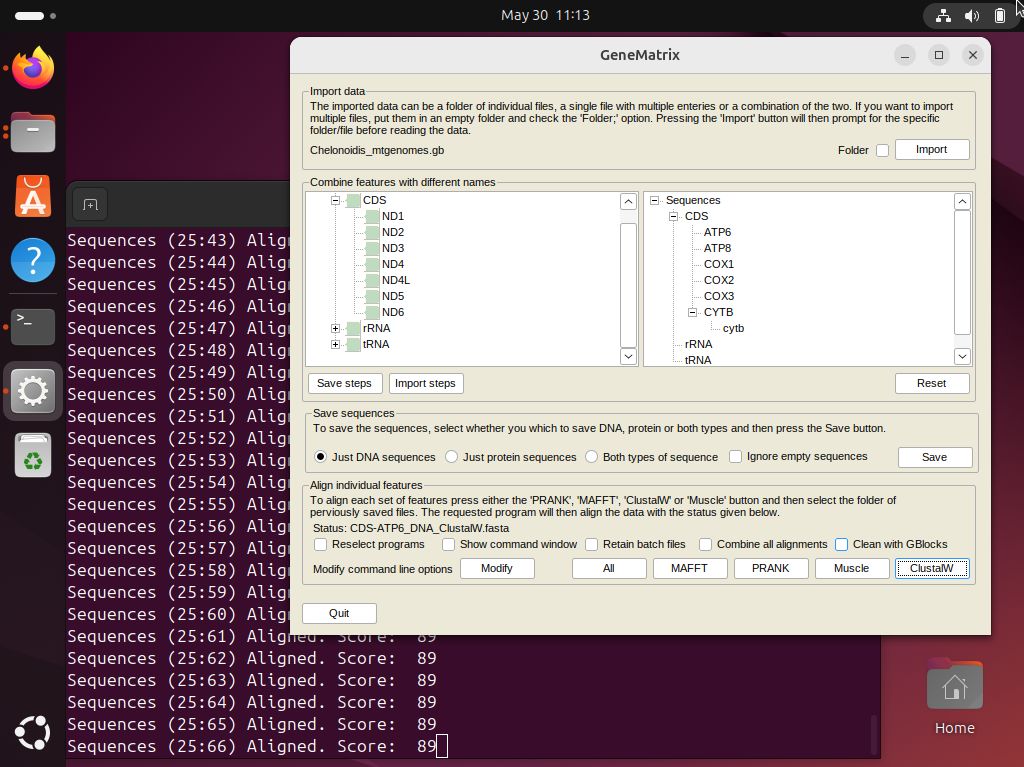 May 30 11:13
GeneMatrix
Import data
The imported data can be a folder of individual files, a single file with multiple enteries or a combination of the two. If you want to import
multiple files, put them in an empty folder and check the 'Folder;' option. Pressing the 'Import' button will then prompt for the specific
folder/file before reading the data.
Chelonoidis_mtgenomes.gb
Folder
Import
Combine features with different names
CDS
ND1
ND2
ND3
ND4
ND4L
ND5
ND6
rRNA
tRNA
Sequences
CDS
ATP6
ATP8
COX1
COX2
COX3
CYTB
cytb
rRNA
tRNA
Save steps
Import steps
Reset
Save sequences
To save the sequences, select whether you which to save DNA, protein or both types and then press the Save button.
Just DNA sequences
Just protein sequences
Both types of sequence
Ignore empty sequences
Save
Align individual features
To align each set of features press either the 'PRANK', 'MAFFT', 'ClustalW' or 'Muscle' button and then select the folder of
perviously saved files. The requested program will then align the data with the status given below.
Status: CDS-ATP6_DNA_ClustalW.fasta
Reselect programs
Show command window
Retain batch files
Combine all alignments
Clean with GBlocks
Modify command line options
Modify
All
MAFFT
PRANK
Muscle
ClustalW
Quit
Sequences (25:43) Align
Sequences (25:44) Align
Sequences (25:45) Align
Sequences (25:46) Align
Sequences (25:47) Align
Sequences (25:48) Align
Sequences (25:49) Align
Sequences (25:50) Align
Sequences (25:51) Align
Sequences (25:52) Align
Sequences (25:53) Align
Sequences (25:54) Align
Sequences (25:55) Align
Sequences (25:56) Align
Sequences (25:57) Align
Sequences (25:58) Align
Sequences (25:59) Align
Sequences (25:60) Align
Sequences (25:61) Aligned. Score: 89
Sequences (25:62) Aligned. Score: 89
Sequences (25:63) Aligned. Score: 89
Sequences (25:64) Aligned. Score: 89
Sequences (25:65) Aligned. Score: 89
Sequences (25:66) Aligned. Score: 89
Home